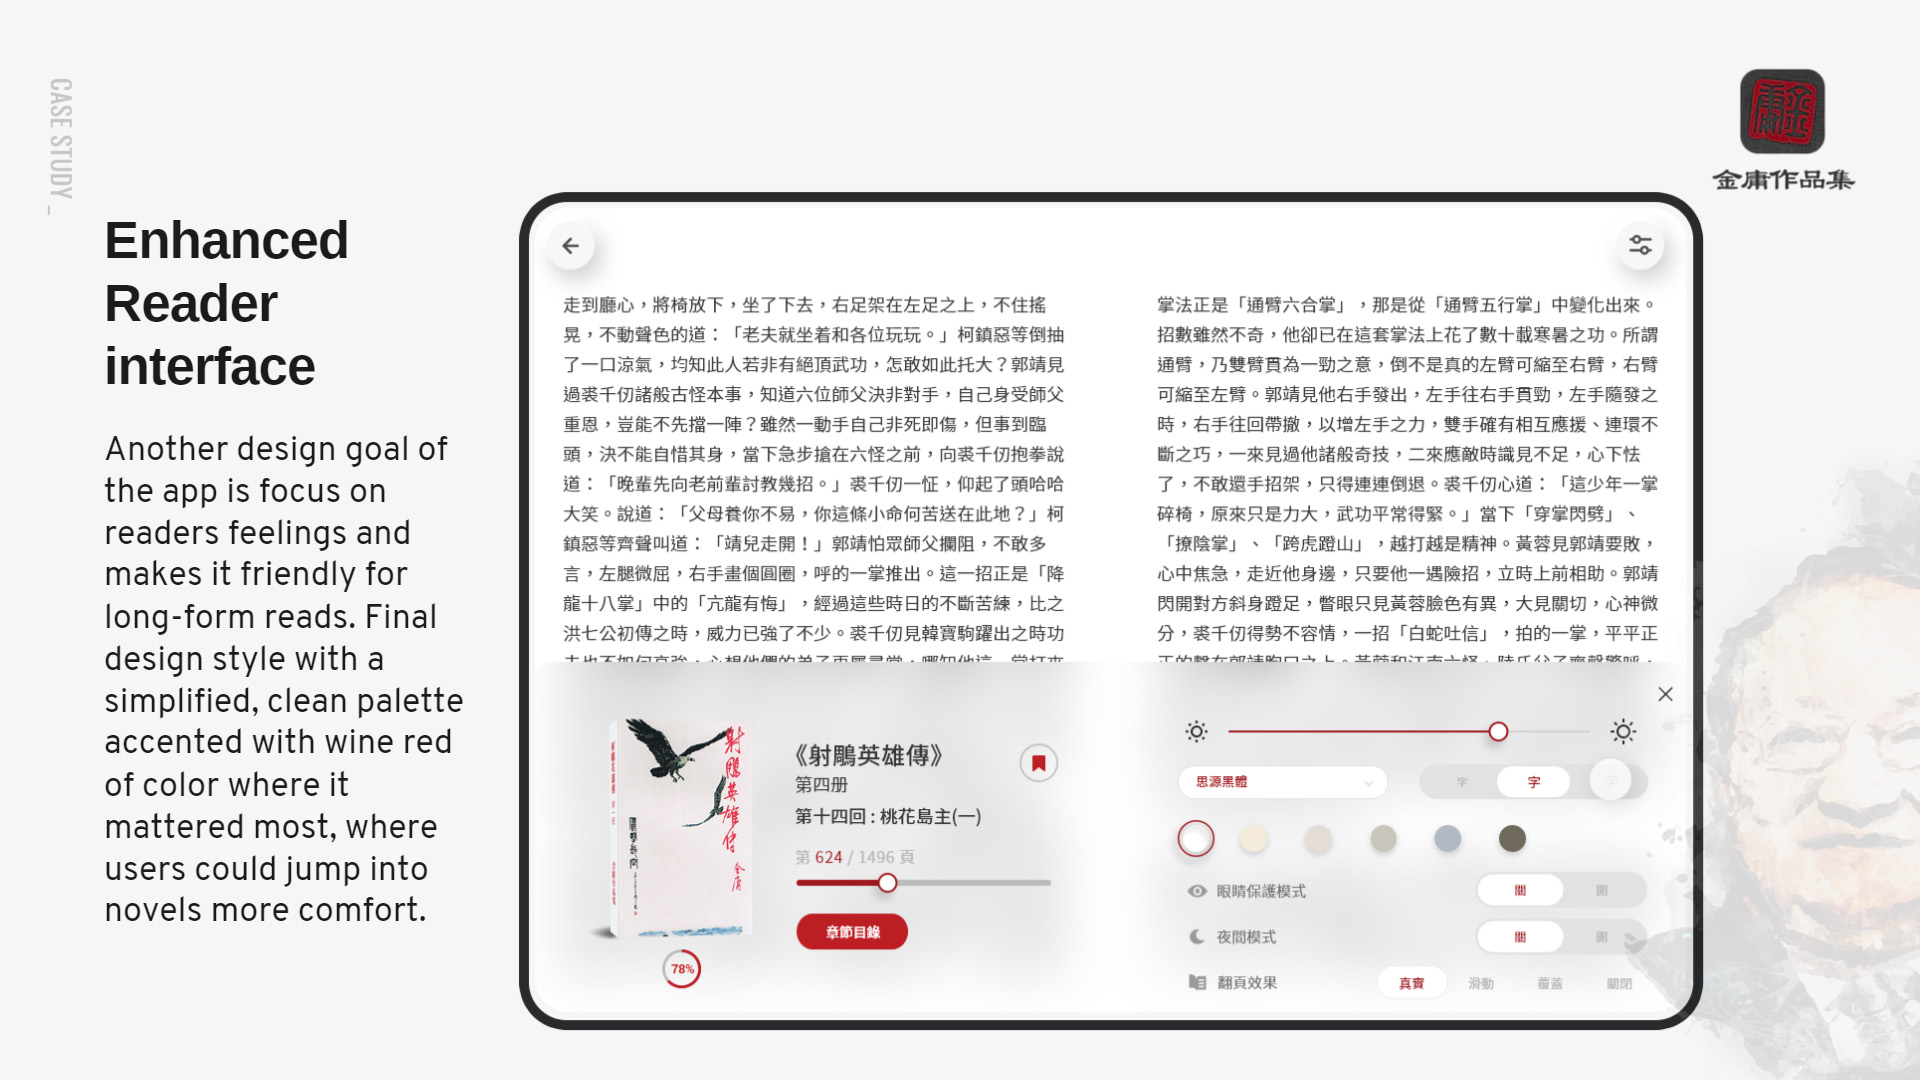 CASE STUDY _
Enhanced
Reader
interface
Another design goal of
the app is focus on
readers feelings and
makes it friendly for
long-form reads. Final
design style with a
simplified, clean palette
accented with wine red
of color where it
mattered most, where
users could jump into
novels more comfort.
金庸作品集
走到廳心，將椅放下，坐了下去，右足架在左足之上，不住搖
晃，不動聲色的道：「老夫就坐着和各位玩玩。」柯鎮惡等倒抽
了一口涼氣，均知此人若非有絕頂武功，怎敢如此托大？郭靖見
過裘千仞諸般古怪本事，知道六位師父決非對手，自己身受師父
重恩，豈能不先擋一陣？雖然一動手自己非死即傷，但事到臨
頭，決不能自惜其身，當下急步搶在六怪之前，向裘千仞抱拳說
道：「晚輩先向老前輩討教幾招。」裘千仞一怔，仰起了頭哈哈
大笑。說道：「父母養你不易，你這條小命何苦送在此地？」柯
鎮惡等齊聲叫道：「靖兒走開！」郭靖怕眾師父攔阻，不敢多
言，左腿微屈，右手畫個圓圈，呼的一掌推出。這一招正是「降
龍十八掌」中的「亢龍有悔」，經過這些時日的不斷苦練，比之
洪七公初傳之時，威力已強了不少。裘千仞見韓寶駒躍出之時功
掌法正是「通臂六合掌」，那是從「通臂五行掌」中變化出來。
招數雖然不奇，他卻已在這套掌法上花了數十載寒暑之功。所謂
通臂，乃雙臂貫為一勁之意，倒不是真的左臂可縮至右臂，右臂
可縮至左臂。郭靖見他右手發出，左手往右手貫勁，左手隨發之
時，右手往回帶撤，以增左手之力，雙手確有相互應援、連環不
斷之巧，一來見過他諸般奇技，二來應敵時識見不足，心下怯
了，不敢還手招架，只得連連倒退。裘千仞心道：「這少年一掌
碎椅，原來只是力大，武功平常得緊。」當下「穿掌閃劈」、
「撩陰掌」、「跨虎蹬山」，越打越是精神。黃蓉見郭靖要敗，
心中焦急，走近他身邊，只要他一遇險招，立時上前相助。郭靖
閃開對方斜身蹬足，瞥眼只見黃蓉臉色有異，大見關切，心神微
分，裘千仞得勢不容情，一招「白蛇吐信」，拍的一掌，平平正
射鵰英雄传
金庸
《射鵰英雄傳》
第四册
第十四回 : 桃花島主(一)
第 624 / 1496 頁
章節目錄
78%
思源黑體
字 字 字
眼睛保護模式 關 開
夜間模式 關 開
翻頁效果 真實 滑動 覆蓋 關閉